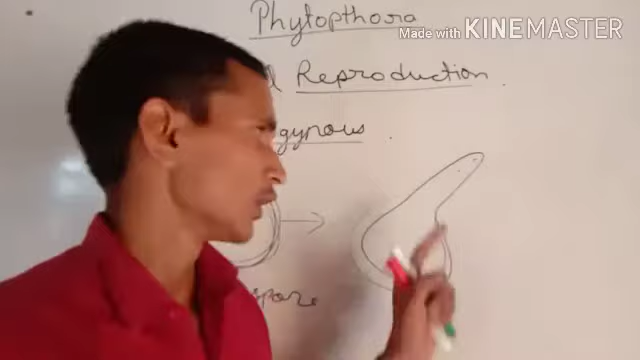 Phytopthora
Made with KINEMASTER
Reproduction .
gynous .
spore